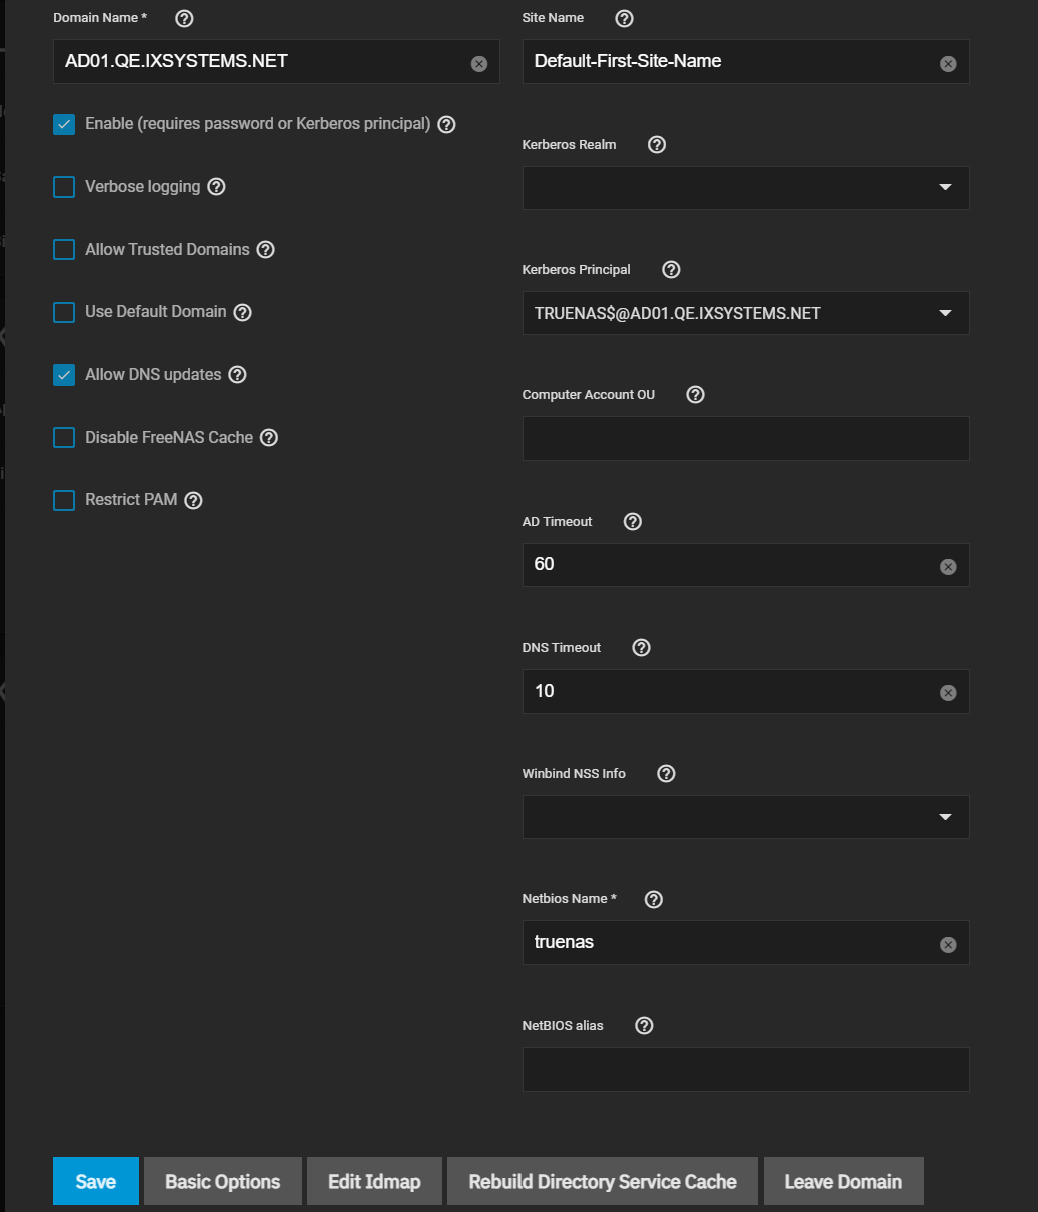 Domain Name *
AD01.QE.IXSYSTEMS.NET
Enable (requires password or Kerberos principal)
Verbose logging
Allow Trusted Domains
Use Default Domain
Allow DNS updates
Disable FreeNAS Cache
Restrict PAM
Site Name
Default-First-Site-Name
Kerberos Realm
Kerberos Principal
TRUENAS$@AD01.QE.IXSYSTEMS.NET
Computer Account OU
AD Timeout
60
DNS Timeout
10
Winbind NSS Info
Netbios Name *
truenas
NetBIOS alias
Save Basic Options Edit Idmap Rebuild Directory Service Cache Leave Domain